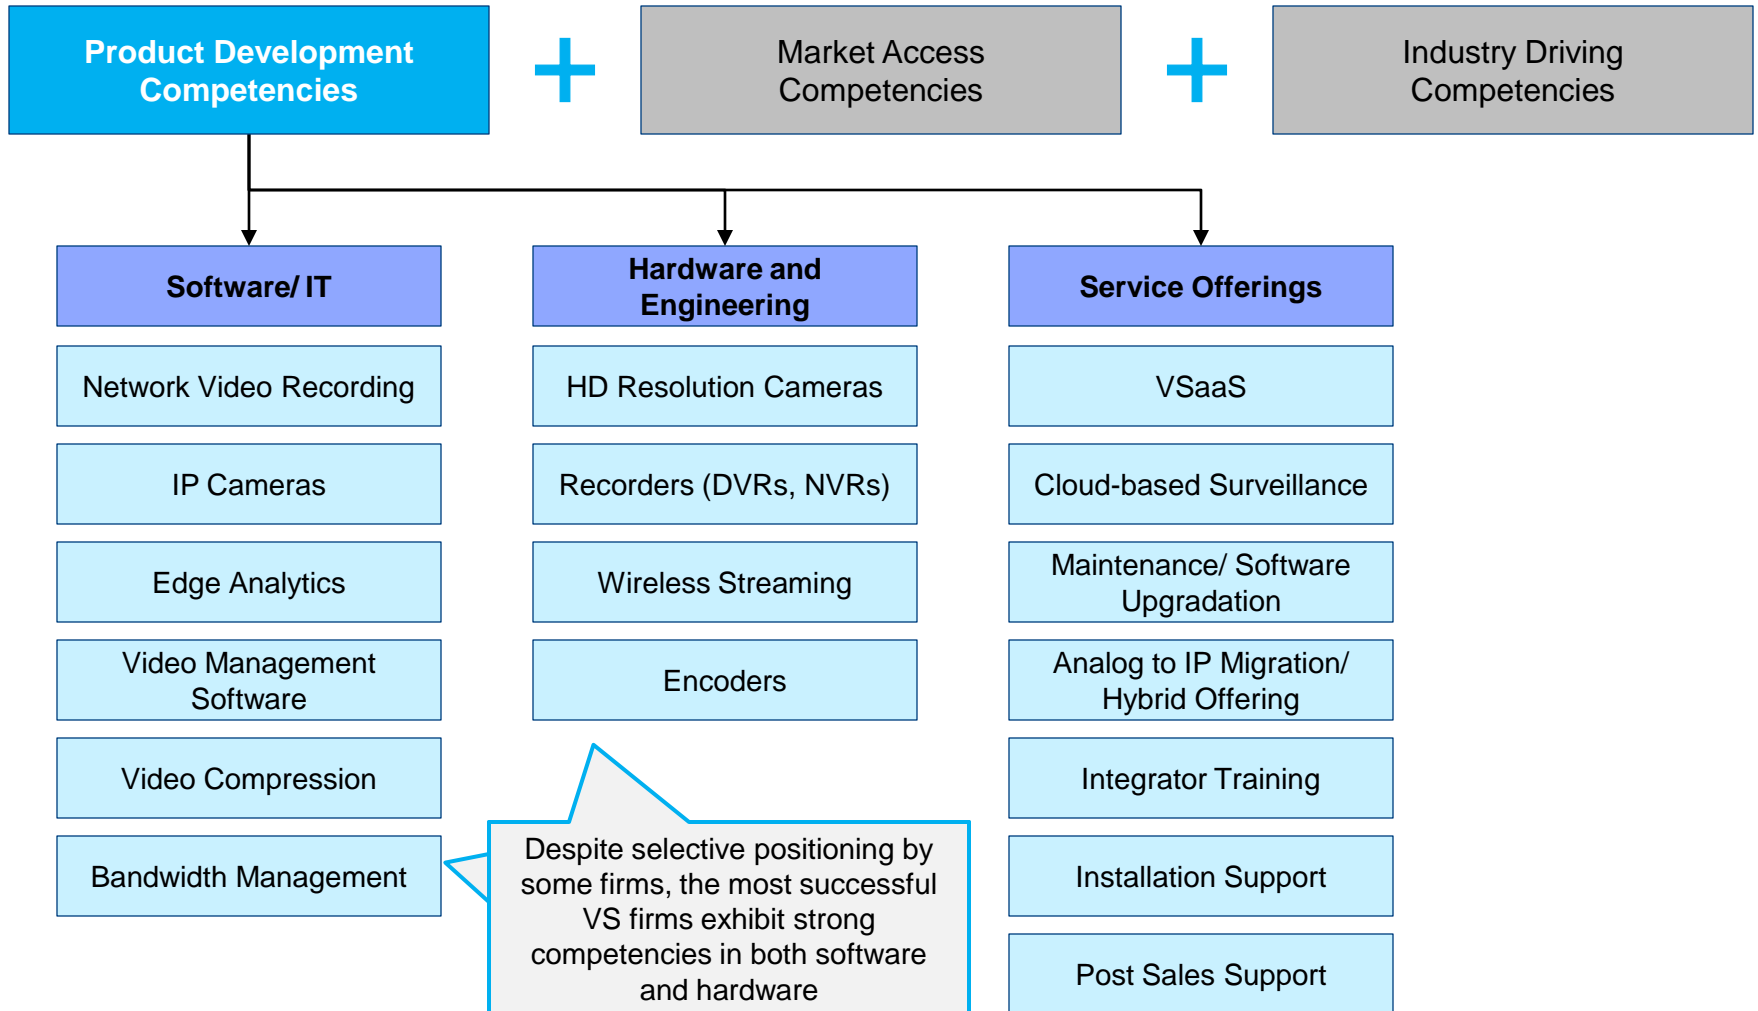 Product Development
Competencies
Market Access
Competencies
Industry Driving
Competencies
Software/ IT
Network Video Recording
IP Cameras
Edge Analytics
Video Management
Software
Video Compression
Bandwidth Management
Hardware and
Engineering
HD Resolution Cameras
Recorders (DVRs, NVRs)
Wireless Streaming
Encoders
Despite selective positioning by
some firms, the most successful
VS firms exhibit strong
competencies in both software
and hardware
Service Offerings
VSaaS
Cloud-based Surveillance
Maintenance/ Software
Upgradation
Analog to IP Migration/
Hybrid Offering
Integrator Training
Installation Support
Post Sales Support